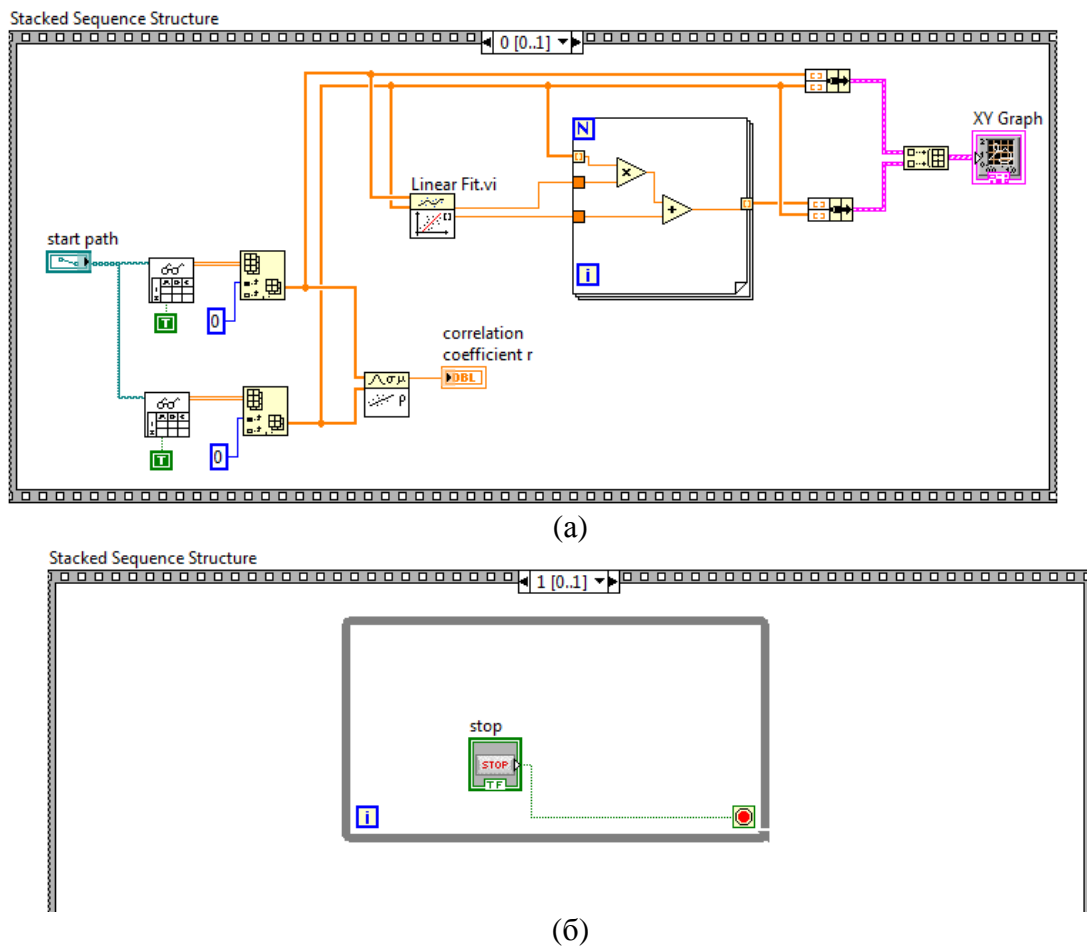 Stacked Sequence Structure
0 [0..1]
XY Graph
N
Linear Fit.vi
start path
i
T
0
correlation
coefficient r
DBL
σμ
ρ
0
T
(а)
Stacked Sequence Structure
1 [0..1]
stop
STOP
TF
i
(б)